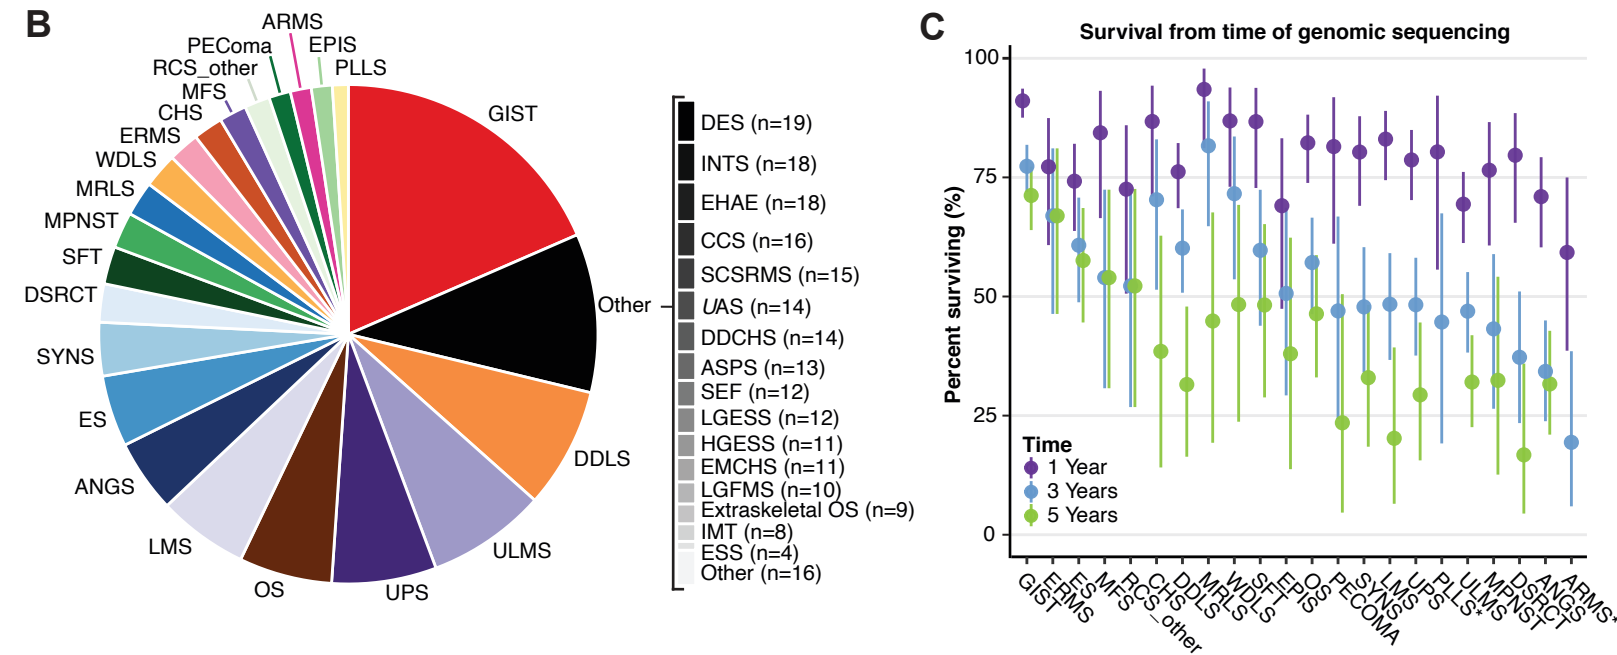 B
ARMS
PEComa
EPIS
RCS_other
PLLS
MFS
CHS
ERMS
WDLS
MRLS
MPNST
SFT
DSRCT
SYNS
ES
ANGS
LMS
OS
UPS
ULMS
DDLS
Other
GIST
DES (n=19)
INTS (n=18)
EHAE (n=18)
CCS (n=16)
SCSRMS (n=15)
UAS (n=14)
DDCHS (n=14)
ASPS (n=13)
SEF (n=12)
LGESS (n=12)
HGESS (n=11)
EMCHS (n=11)
LGFMS (n=10)
Extraskeletal OS (n=9)
IMT (n=8)
ESS (n=4)
Other (n=16)
C
Survival from time of genomic sequencing
Percent surviving (%)
100
75
50
25
0
Time
1 Year
3 Years
5 Years
GIST
ERMS
ES
MFS
RCS_other
CHS
DDLS
MRLS
WDLS
SFT
EPIS
OS
PECOMA
SYNS
LMS
UPS
PLLS*
ULMS
MPNST
DSRCT
ANGS
ARMS*